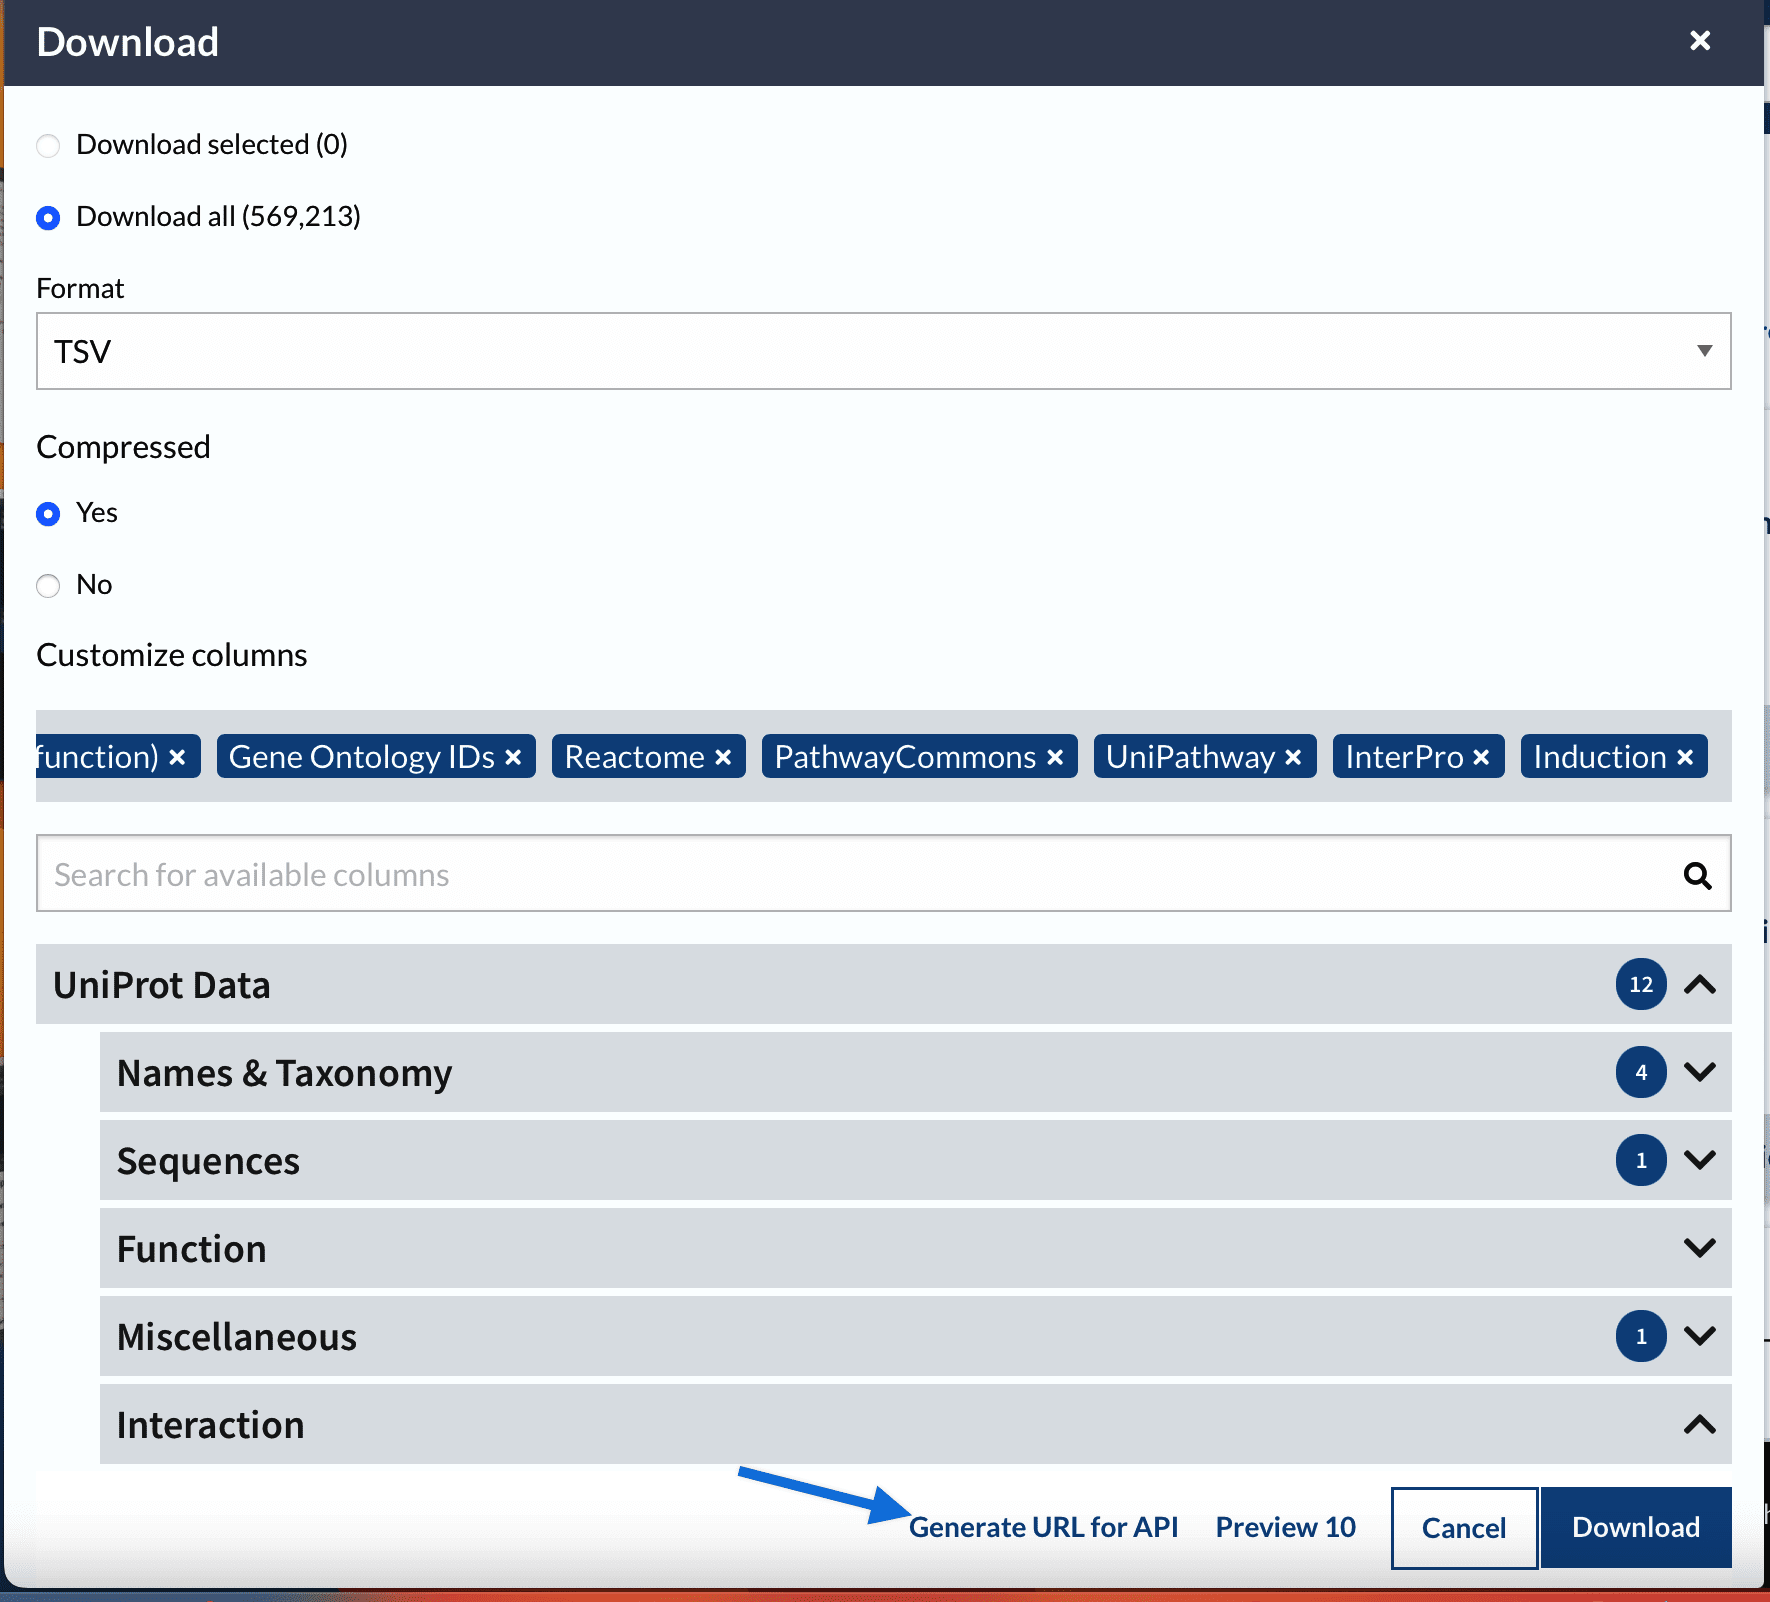 Download
Download selected (0)
Download all (569,213)
Format
TSV
Compressed
Yes
No
Customize columns
function) × Gene Ontology IDs × Reactome × PathwayCommons × UniPathway × InterPro × Induction ×
Search for available columns
UniProt Data 12
Names & Taxonomy 4
Sequences 1
Function
Miscellaneous 1
Interaction
Generate URL for API Preview 10 Cancel Download